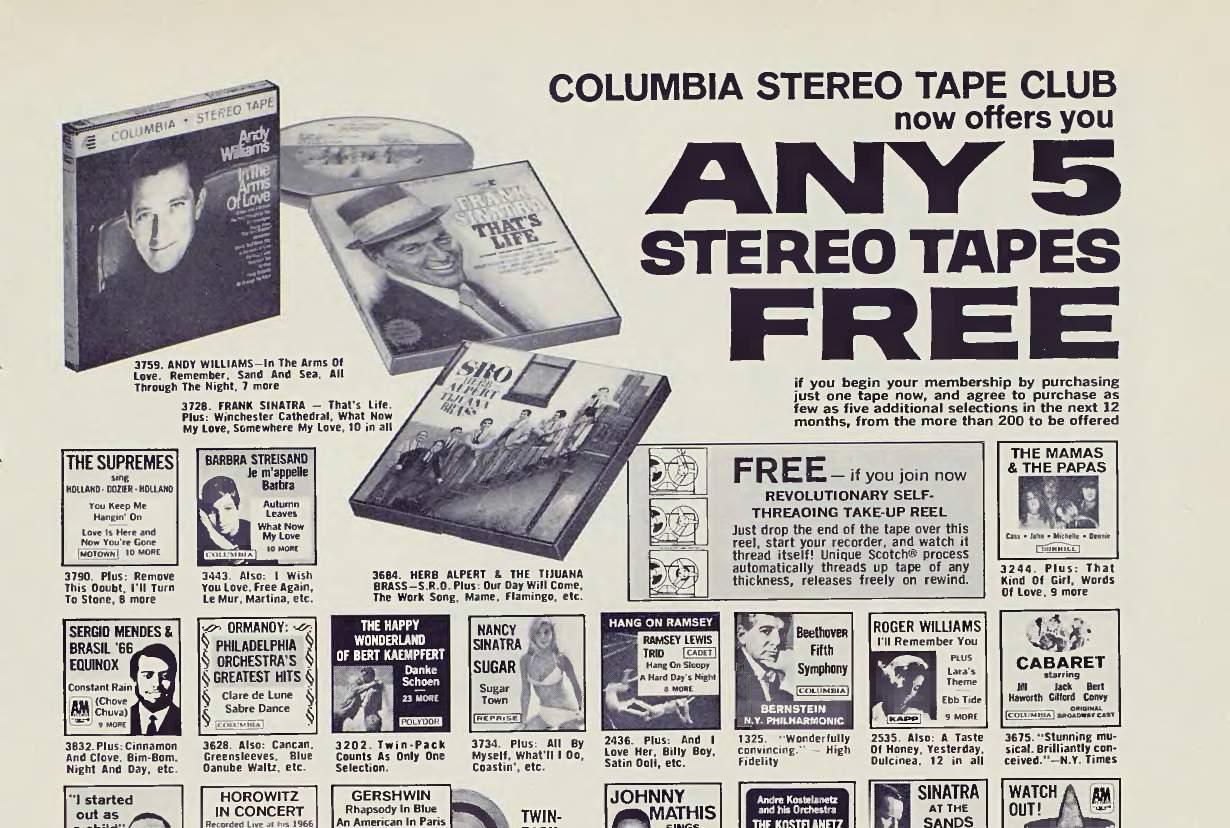 COLUMBIA STEREO TAPE CLUB
now offers you
ANY 5
STEREO TAPES
FREE
if you begin your membership by purchasing
just one tape now, and agree to purchase as
few as five additional selections in the next 12
months, from the more than 200 to be offered
COLUMBIA • STEREO TAPE
Andy
Williams
In The
Arms
Of Love
FRANK
SINATRA
THAT'S
LIFE
SRO
HERB
ALPERT
TIJUANA
BRASS
3759. ANDY WILLIAMS—In The Arms Of
Love. Remember, Sand And Sea, All
Through The Night, 7 more
3728. FRANK SINATRA — That's Life.
Plus: Winchester Cathedral, What Now
My Love, Somewhere My Love, 10 in all
THE SUPREMES
sing
HOLLAND - DOZIER - HOLLAND
You Keep Me
Hangin' On
Love Is Here and
Now You're Gone
MOTOWN 10 MORE
3790. Plus: Remove
This Doubt, I'll Turn
To Stone, 8 more
BARBRA STREISAND
Je m'appelle
Barbra
Autumn
Leaves
What Now
My Love
COLUMBIA 10 MORE
3443. Also: I Wish
You Love, Free Again,
Le Mur, Martina, etc.
3684. HERB ALPERT & THE TIJUANA
BRASS—S.R.O. Plus: Our Day Will Come,
The Work Song, Mame, Flamingo, etc.
FREE — if you join now
REVOLUTIONARY SELF-
THREAOING TAKE-UP REEL
Just drop the end of the tape over this
reel, start your recorder, and watch it
thread itself! Unique Scotch® process
automatically threads up tape of any
thickness, releases freely on rewind.
THE MAMAS
& THE PAPAS
Cass • John • Michelle • Dennie
DUNHILL
3244. Plus: That
Kind Of Girl, Words
Of Love, 9 more
SERGIO MENDES &
BRASIL '66
EQUINOX
Constant Rain
(Chove
Chuva)
A&M 9 MORE
3832. Plus: Cinnamon
And Clove, Bim-Bom,
Night And Day, etc.
ORMANOY:
PHILADELPHIA
ORCHESTRA'S
GREATEST HITS
Clare de Lune
Sabre Dance
COLUMBIA
3628. Also: Cancan,
Greensleeves, Blue
Danube Waltz, etc.
THE HAPPY
WONDERLAND
OF BERT KAEMPFERT
Danke
Schoen
23 MORE
POLYDOR
3202. Twin-Pack
Counts As Only One
Selection.
NANCY
SINATRA
SUGAR
Sugar
Town
REPRISE
3734. Plus: All By
Myself, What'll I Oo,
Coastin', etc.
HANG ON RAMSEY
RAMSEY LEWIS
TRIO CADET
Hang On Sloopy
A Hard Day's Night
8 MORE
2436. Plus: And I
Love Her, Billy Boy,
Satin Ooli, etc.
Beethoven
Fifth
Symphony
COLUMBIA
BERNSTEIN
N.Y. PHILHARMONIC
1325. "Wonderfully
convincing." — High
Fidelity
ROGER WILLIAMS
I'll Remember You
PLUS
Lara's
Theme
Ebb Tide
KAPP 9 MORE
2535. Also: A Taste
Of Honey, Yesterday,
Dulcinea, 12 in all
CABARET
starring
Jill Jack Bert
Haworth Gilford Convy
ORIGINAL
COLUMBIA BROADWAY CAST
3675. "Stunning mu-
sical. Brilliantly con-
ceived."—N.Y. Times
"I started
out as
a child"
HOROWITZ
IN CONCERT
Recorded Live at his 1966
GERSHWIN
Rhapsody In Blue
An American In Paris
TWIN-
JOHNNY
MATHIS
SINGS
Andre Kostelanetz
and his Orchestra
THE KOSTELANETZ
SINATRA
AT THE
SANDS
WATCH
OUT!
A&M